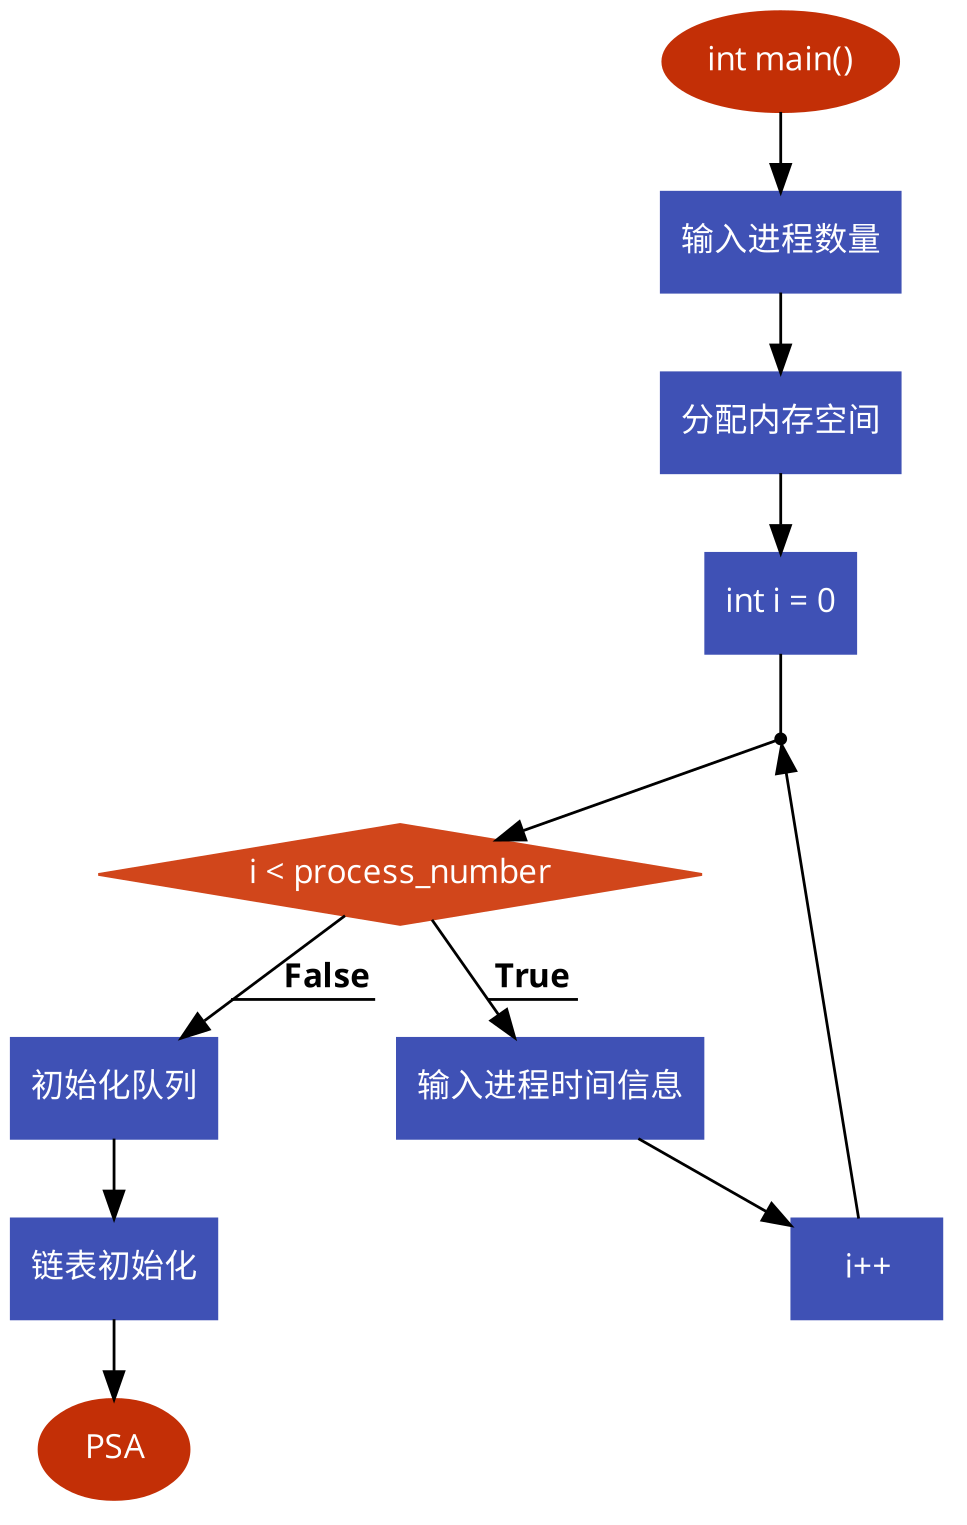 int main()
输入进程数量
分配内存空间
int i = 0
i < process_number
False
True
初始化队列
输入进程时间信息
链表初始化
i++
PSA